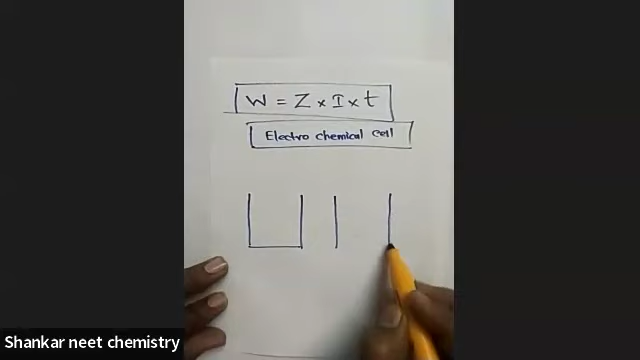 W = Z × I × t
Electro chemical cell
Shankar neet chemistry